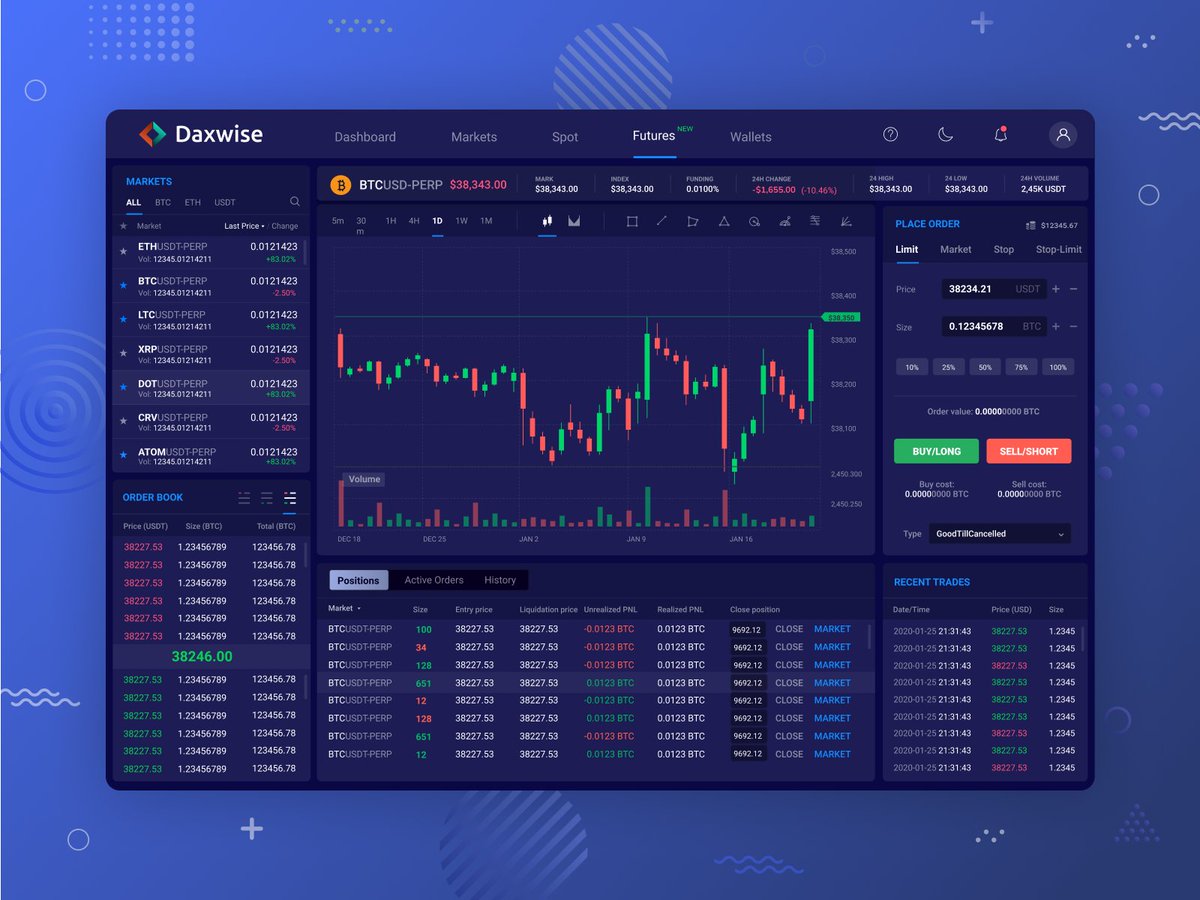 Daxwise
Dashboard Markets Spot Futures NEW Wallets
MARKETS
ALL BTC ETH USDT
Market Last Price / Change
ETHUSDT-PERP 0.0121423
Vol: 12345.01214211 +83.02%
BTCUSDT-PERP 0.0121423
Vol: 12345.01214211 -2.50%
LTCUSDT-PERP 0.0121423
Vol: 12345.01214211 +83.02%
XRPUSDT-PERP 0.0121423
Vol: 12345.01214211 -2.50%
DOTUSDT-PERP 0.0121423
Vol: 12345.01214211 +83.02%
CRVUSDT-PERP 0.0121423
Vol: 12345.01214211 -2.50%
ATOMUSDT-PERP 0.0121423
Vol: 12345.01214211 +83.02%
ORDER BOOK
Price (USDT) Size (BTC) Total (BTC)
38227.53 1.23456789 123456.78
38227.53 1.23456789 123456.78
38227.53 1.23456789 123456.78
38227.53 1.23456789 123456.78
38227.53 1.23456789 123456.78
38227.53 1.23456789 123456.78
38246.00
38227.53 1.23456789 123456.78
38227.53 1.23456789 123456.78
38227.53 1.23456789 123456.78
38227.53 1.23456789 123456.78
38227.53 1.23456789 123456.78
38227.53 1.23456789 123456.78
BTCUSD-PERP $38,343.00
MARK
$38,343.00
INDEX
$38,343.00
FUNDING
0.0100%
24H CHANGE
-$1,655.00 (-10.46%)
24 HIGH
$38,343.00
24 LOW
$38,343.00
24H VOLUME
2,45K USDT
5m 30 m 1H 4H 1D 1W 1M
$38,500
$38,400
$38,350
$38,300
$38,200
$38,100
2,450.300
2,450.250
Volume
DEC 18 DEC 25 JAN 2 JAN 9 JAN 16
Positions Active Orders History
Market Size Entry price Liquidation price Unrealized PNL Realized PNL Close position
BTCUSDT-PERP 100 38227.53 38227.53 -0.0123 BTC 0.0123 BTC 9692.12 CLOSE MARKET
BTCUSDT-PERP 34 38227.53 38227.53 -0.0123 BTC 0.0123 BTC 9692.12 CLOSE MARKET
BTCUSDT-PERP 128 38227.53 38227.53 -0.0123 BTC 0.0123 BTC 9692.12 CLOSE MARKET
BTCUSDT-PERP 651 38227.53 38227.53 0.0123 BTC 0.0123 BTC 9692.12 CLOSE MARKET
BTCUSDT-PERP 12 38227.53 38227.53 -0.0123 BTC 0.0123 BTC 9692.12 CLOSE MARKET
BTCUSDT-PERP 128 38227.53 38227.53 0.0123 BTC 0.0123 BTC 9692.12 CLOSE MARKET
BTCUSDT-PERP 651 38227.53 38227.53 -0.0123 BTC 0.0123 BTC 9692.12 CLOSE MARKET
BTCUSDT-PERP 12 38227.53 38227.53 0.0123 BTC 0.0123 BTC 9692.12 CLOSE MARKET
PLACE ORDER $12345.67
Limit Market Stop Stop-Limit
Price 38234.21 USDT + −
Size 0.12345678 BTC + −
10% 25% 50% 75% 100%
Order value: 0.00000000 BTC
BUY/LONG SELL/SHORT
Buy cost: Sell cost:
0.00000000 BTC 0.00000000 BTC
Type GoodTillCancelled
RECENT TRADES
Date/Time Price (USD) Size
2020-01-25 21:31:43 38227.53 1.2345
2020-01-25 21:31:43 38227.53 1.2345
2020-01-25 21:31:43 38227.53 1.2345
2020-01-25 21:31:43 38227.53 1.2345
2020-01-25 21:31:43 38227.53 1.2345
2020-01-25 21:31:43 38227.53 1.2345
2020-01-25 21:31:43 38227.53 1.2345
2020-01-25 21:31:43 38227.53 1.2345
2020-01-25 21:31:43 38227.53 1.2345